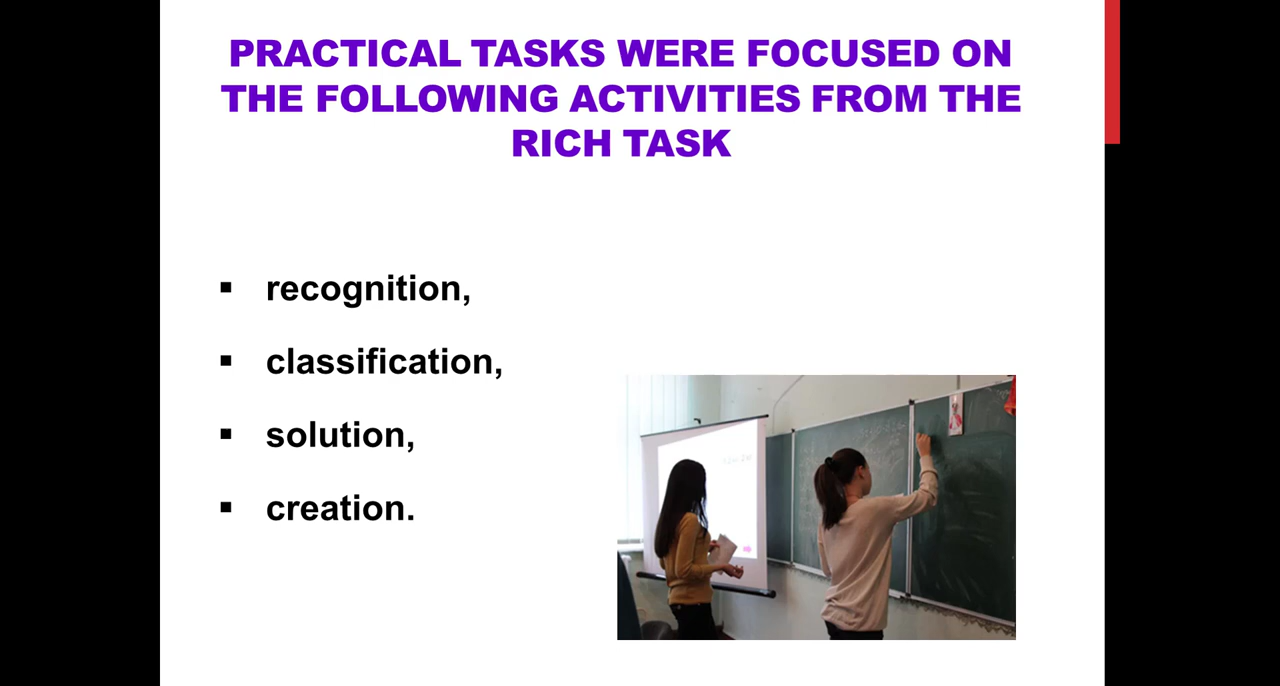 PRACTICAL TASKS WERE FOCUSED ON
THE FOLLOWING ACTIVITIES FROM THE
RICH TASK
▪ recognition,
▪ classification,
▪ solution,
▪ creation.